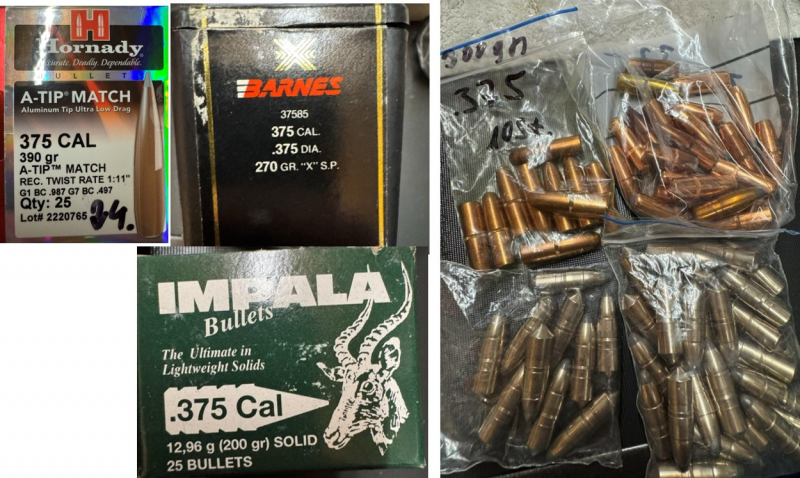 H
Hornady
Accurate. Deadly. Dependable.
BULLETS
A-TIP® MATCH
Aluminum Tip Ultra Low Drag
375 CAL
390 gr
A-TIP™ MATCH
REC. TWIST RATE 1:11"
G1 BC .987 G7 BC .497
Qty: 25
Lot# 2220765
24.
X
BARNES
37585
375 CAL.
.375 DIA.
270 GR. "X" S.P.
IMPALA
Bullets
The Ultimate in
Lightweight Solids
.375 Cal
12,96 g (200 gr) SOLID
25 BULLETS
300gn
.375
10St.